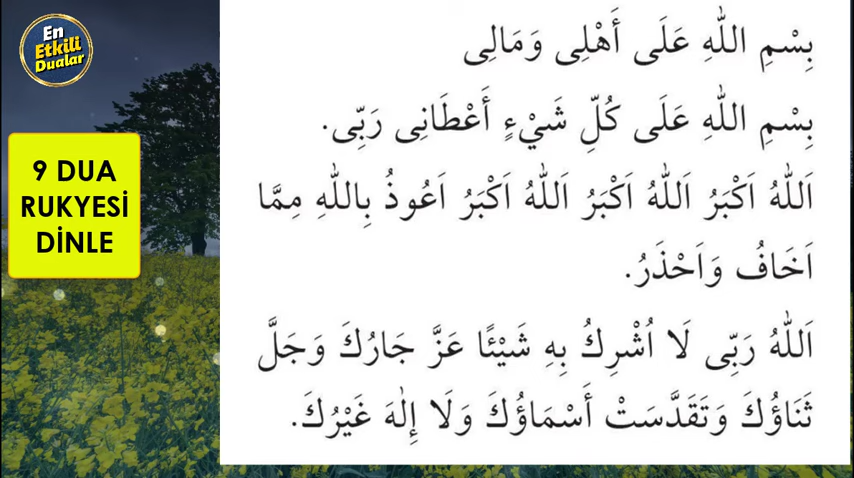 En
Etkili
Dualar
9 DUA
RUKYESİ
DİNLE
بِسْمِ اللّٰهِ عَلَى أَهْلِى وَمَالِى
بِسْمِ اللّٰهِ عَلَى كُلِّ شَيْءٍ أَعْطَانِى رَبِّى.
اَللّٰهُ اَكْبَرُ اَللّٰهُ اَكْبَرُ اَللّٰهُ اَكْبَرُ اَعُوذُ بِاللّٰهِ مِمَّا
اَخَافُ وَاَحْذَرُ.
اَللّٰهُ رَبِّى لَا اُشْرِكُ بِهِ شَيْئًا عَزَّ جَارُكَ وَجَلَّ
ثَنَاؤُكَ وَتَقَدَّسَتْ أَسْمَاؤُكَ وَلَا إِلٰهَ غَيْرُكَ.